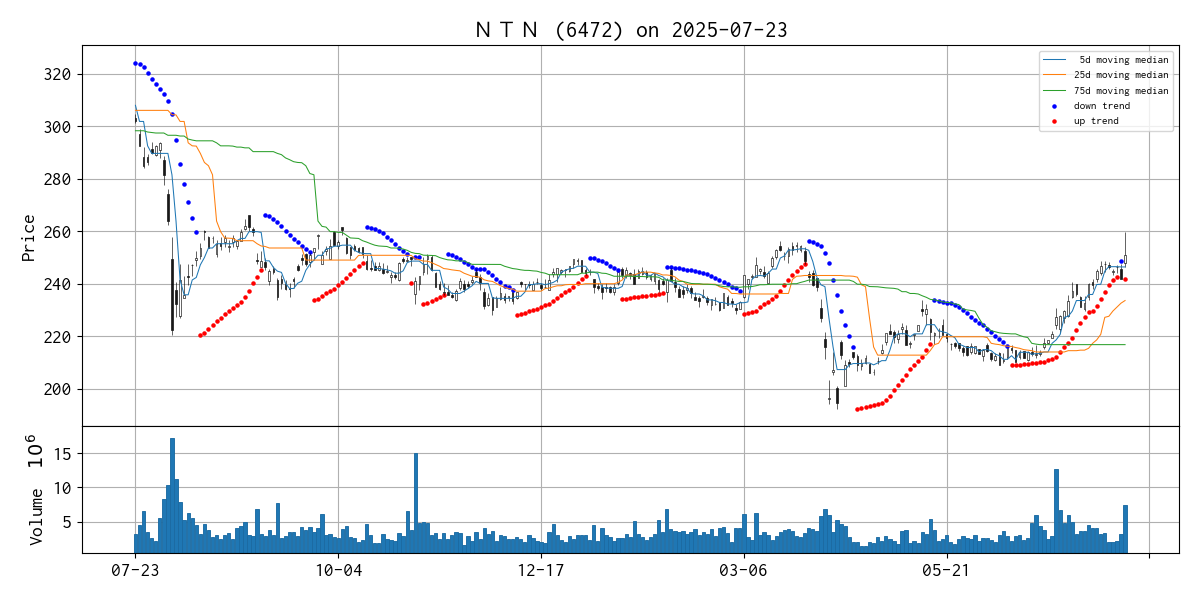 ＮＴＮ (6472) on 2025-07-23
5d moving median
25d moving median
75d moving median
down trend
up trend
Price
320
300
280
260
240
220
200
Volume 10^6
15
10
5
07-23 10-04 12-17 03-06 05-21